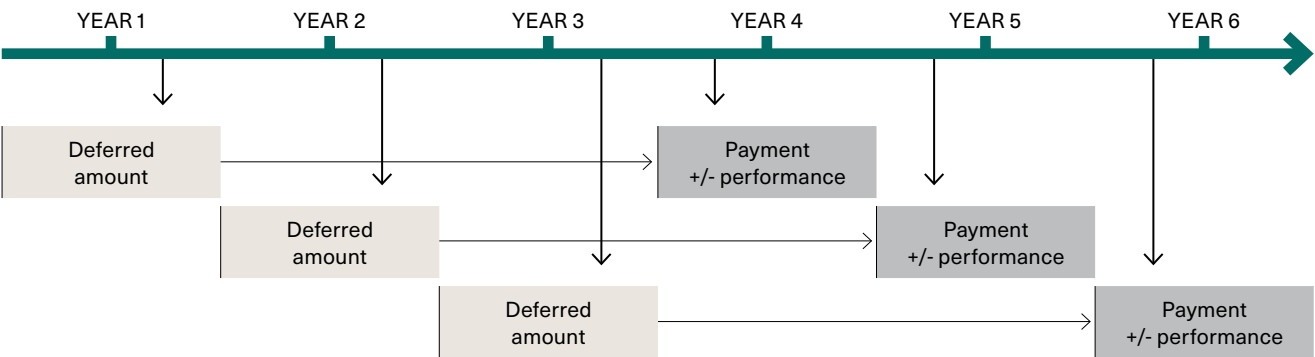 YEAR 1
YEAR 2
YEAR 3
YEAR 4
YEAR 5
YEAR 6
Deferred
amount
Payment
+/- performance
Deferred
amount
Payment
+/- performance
Deferred
amount
Payment
+/- performance